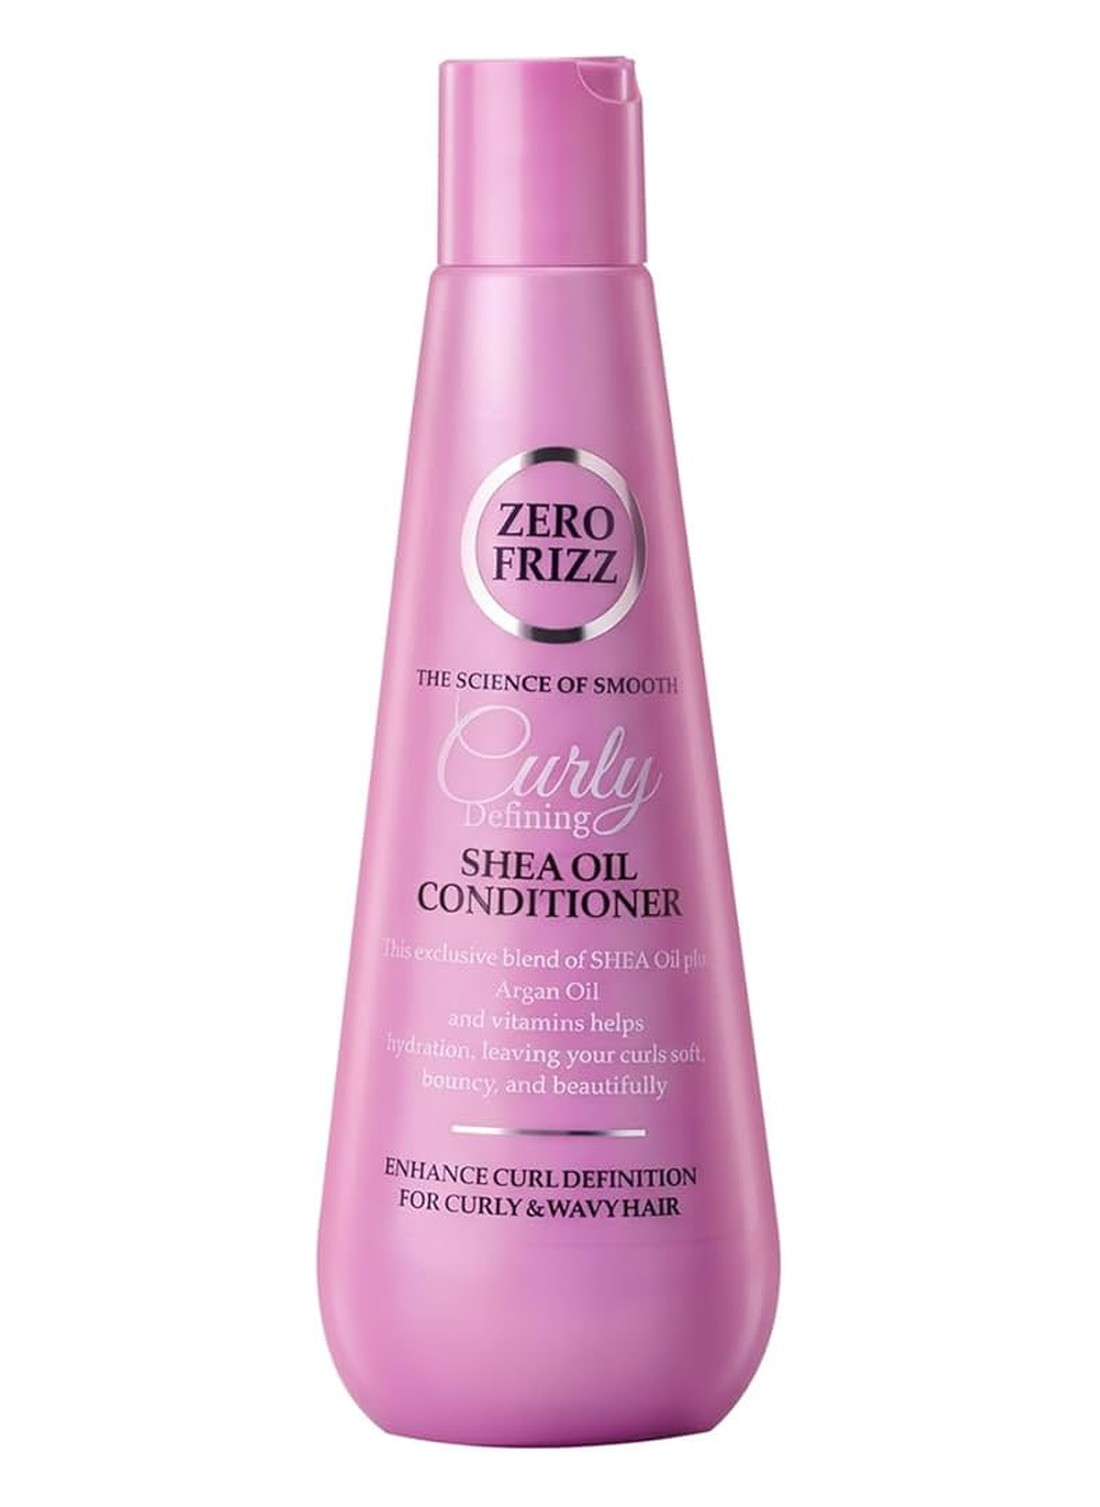 ZERO
FRIZZ
THE SCIENCE OF SMOOTH
Curly
Defining
SHEA OIL
CONDITIONER
This exclusive blend of SHEA Oil plu
Argan Oil
and vitamins helps
hydration, leaving your curls soft,
bouncy, and beautifully
ENHANCE CURL DEFINITION
FOR CURLY & WAVY HAIR